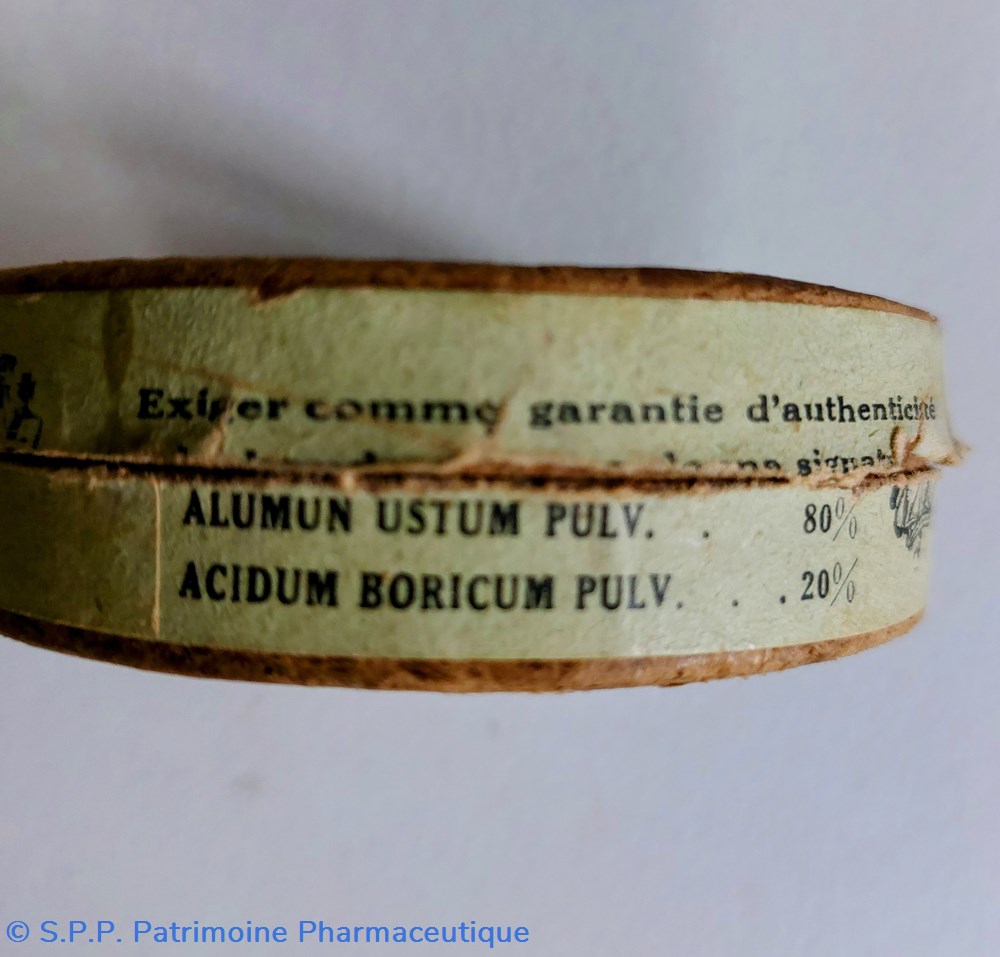 Exiger comme garantie d'authenticité
ALUMUN USTUM PULV. . 80%
ACIDUM BORICUM PULV. . . 20%
© S.P.P. Patrimoine Pharmaceutique